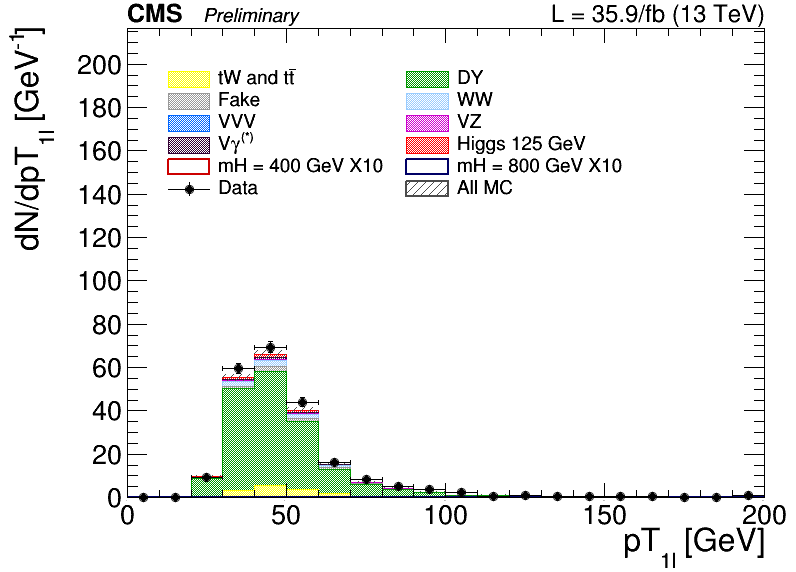 CMS Preliminary L = 35.9/fb (13 TeV)
dN/dpT_1l [GeV^-1]
200
180
160
140
120
100
80
60
40
20
0
tW and tt̄ DY
Fake WW
VVV VZ
Vγ^(*) Higgs 125 GeV
mH = 400 GeV X10 mH = 800 GeV X10
Data All MC
0 50 100 150 200
pT_1l [GeV]